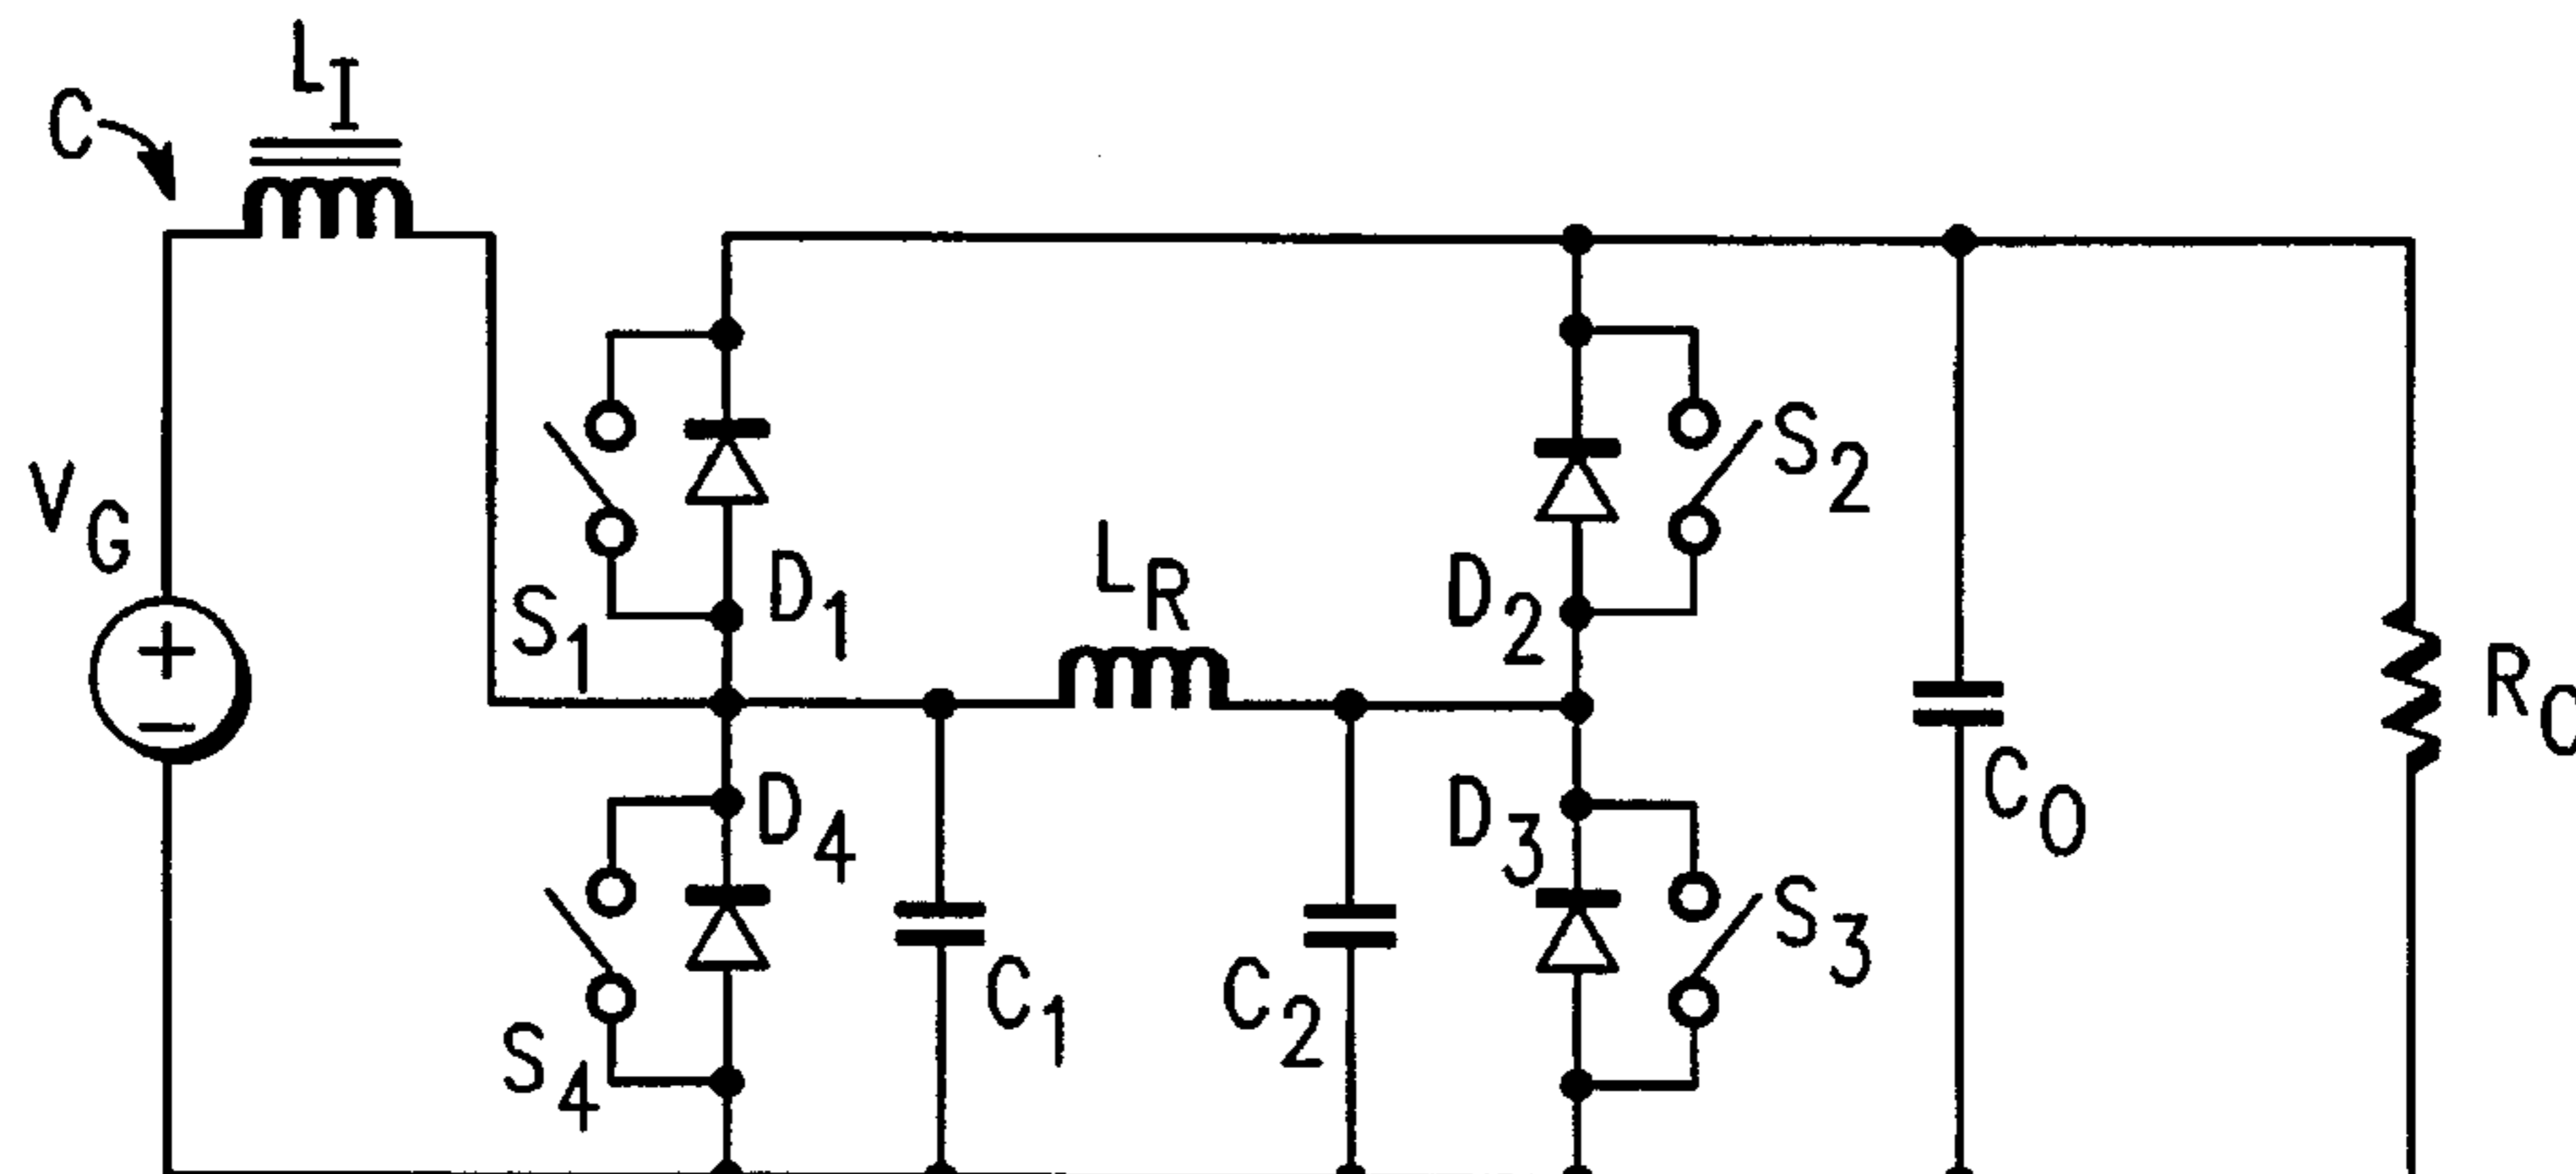 L_I
C
V_G
+
−
S_1
D_1
L_R
D_2
S_2
R_O
C_O
D_4
D_3
S_3
S_4
C_1
C_2